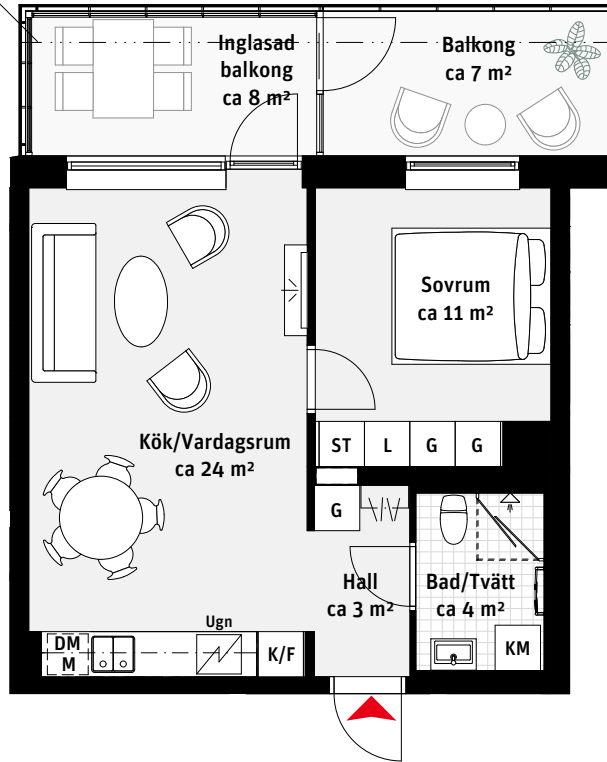 Inglasad
balkong
ca 8 m²
Balkong
ca 7 m²
Sovrum
ca 11 m²
Kök/Vardagsrum
ca 24 m²
ST L G G
G
Hall
ca 3 m²
Bad/Tvätt
ca 4 m²
Ugn
DM
M
K/F
KM